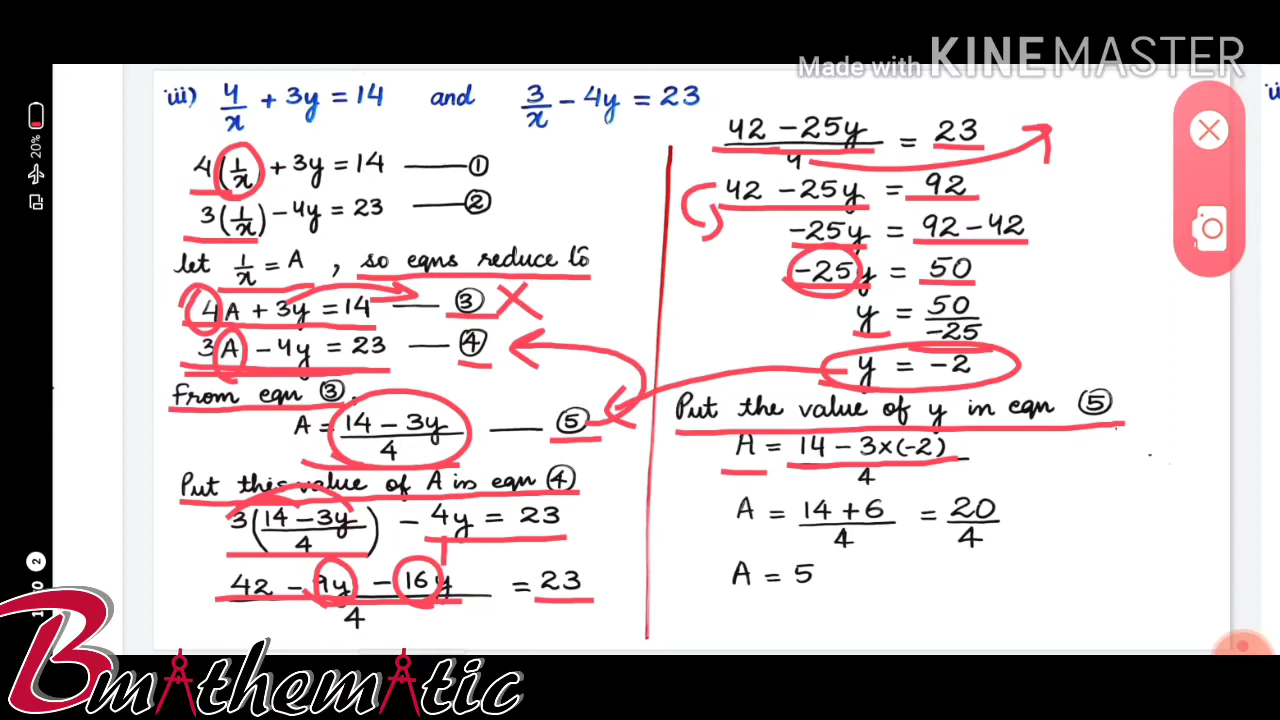 Made with KINEMASTER
iii) 4/x + 3y = 14 and 3/x - 4y = 23
4(1/x) + 3y = 14 —— ①
3(1/x) - 4y = 23 —— ②
let 1/x = A , so eqns reduce to
4A + 3y = 14 —— ③
3A - 4y = 23 —— ④
From eqn ③,
A = 14 - 3y/4 —— ⑤
Put this value of A in eqn ④
3(14 - 3y/4) - 4y = 23
42 - 9y - 16y/4 = 23
42 - 25y/4 = 23
42 - 25y = 92
-25y = 92 - 42
-25y = 50
y = 50/-25
y = -2
Put the value of y in eqn ⑤
A = 14 - 3×(-2)/4
A = 14 + 6/4 = 20/4
A = 5
20%
2
Bmathematic